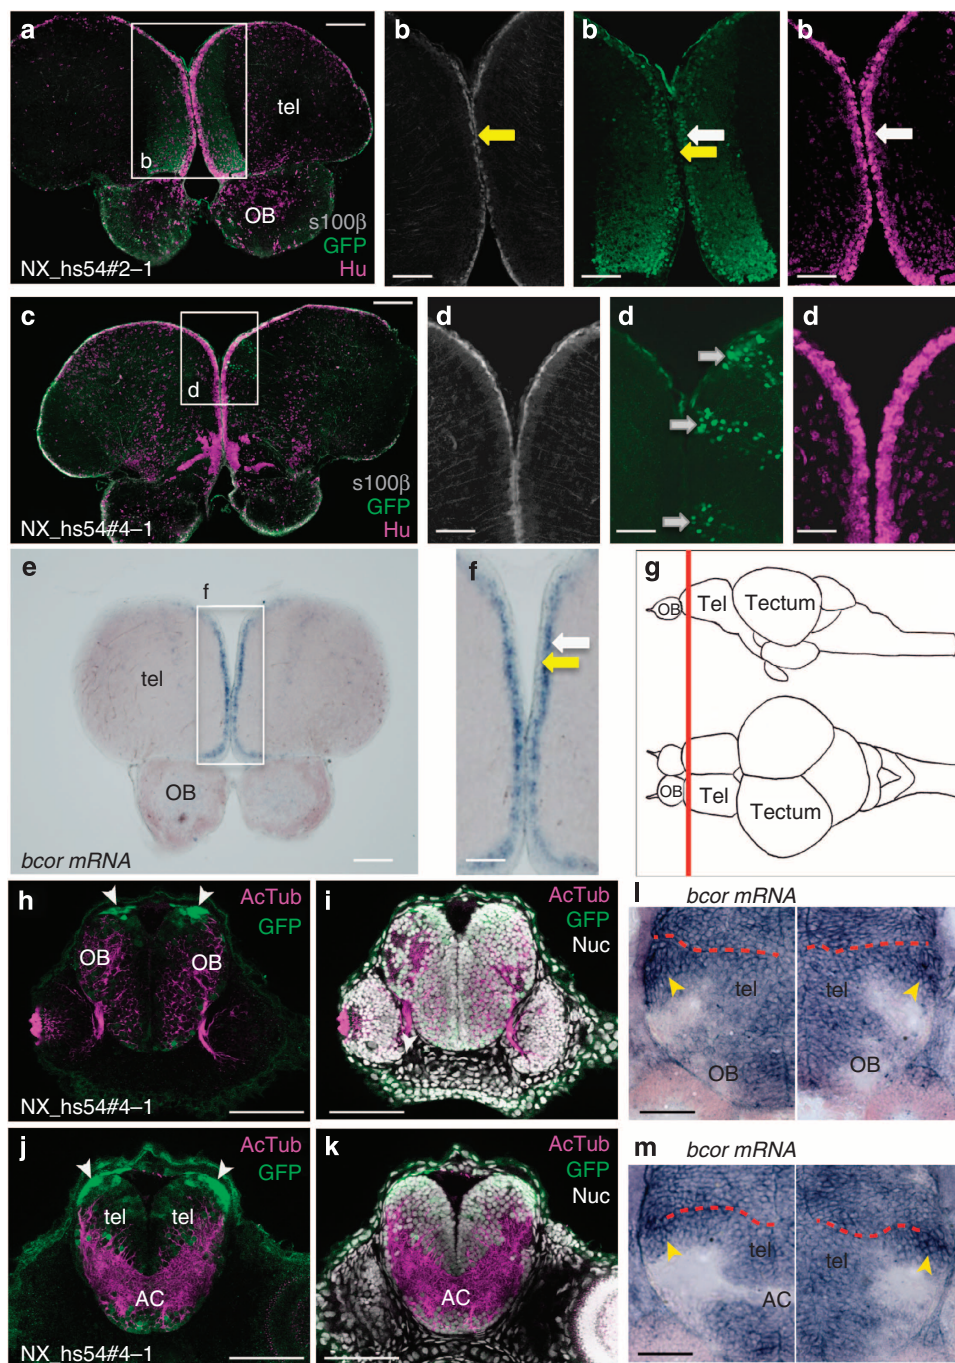 a
tel
b
OB
s100β
GFP
Hu
NX_hs54#2–1
b
b
b
c
d
s100β
GFP
Hu
NX_hs54#4–1
d
d
d
e
f
tel
OB
bcor mRNA
f
g
OB
Tel
Tectum
OB
Tel
Tectum
h
AcTub
GFP
OB
OB
NX_hs54#4–1
i
AcTub
GFP
Nuc
l
bcor mRNA
tel
tel
OB
OB
j
AcTub
GFP
tel
tel
AC
NX_hs54#4–1
k
AcTub
GFP
Nuc
AC
m
bcor mRNA
tel
tel
AC